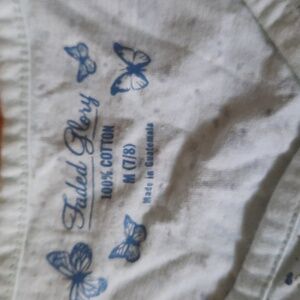 Faded Glory
100% COTTON
M (7/8)
Made in Guatemala